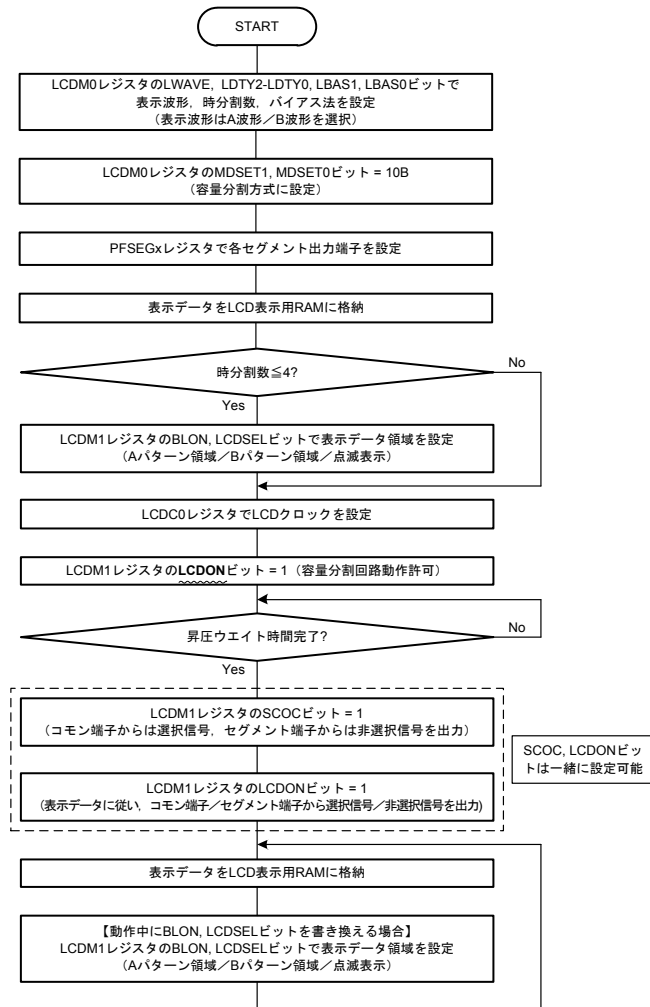 START
LCDM0レジスタのLWAVE, LDTY2-LDTY0, LBAS1, LBAS0ビットで
表示波形，時分割数，バイアス法を設定
（表示波形はA波形／B波形を選択）
LCDM0レジスタのMDSET1, MDSET0ビット = 10B
（容量分割方式に設定）
PFSEGxレジスタで各セグメント出力端子を設定
表示データをLCD表示用RAMに格納
時分割数≦4?
No
Yes
LCDM1レジスタのBLON, LCDSELビットで表示データ領域を設定
（Aパターン領域／Bパターン領域／点滅表示）
LCDC0レジスタでLCDクロックを設定
LCDM1レジスタのLCDONビット = 1（容量分割回路動作許可）
昇圧ウエイト時間完了?
No
Yes
LCDM1レジスタのSCOCビット = 1
（コモン端子からは選択信号，セグメント端子からは非選択信号を出力）
SCOC, LCDONビッ
トは一緒に設定可能
LCDM1レジスタのLCDONビット = 1
(表示データに従い，コモン端子／セグメント端子から選択信号／非選択信号を出力)
表示データをLCD表示用RAMに格納
【動作中にBLON, LCDSELビットを書き換える場合】
LCDM1レジスタのBLON, LCDSELビットで表示データ領域を設定
（Aパターン領域／Bパターン領域／点滅表示）